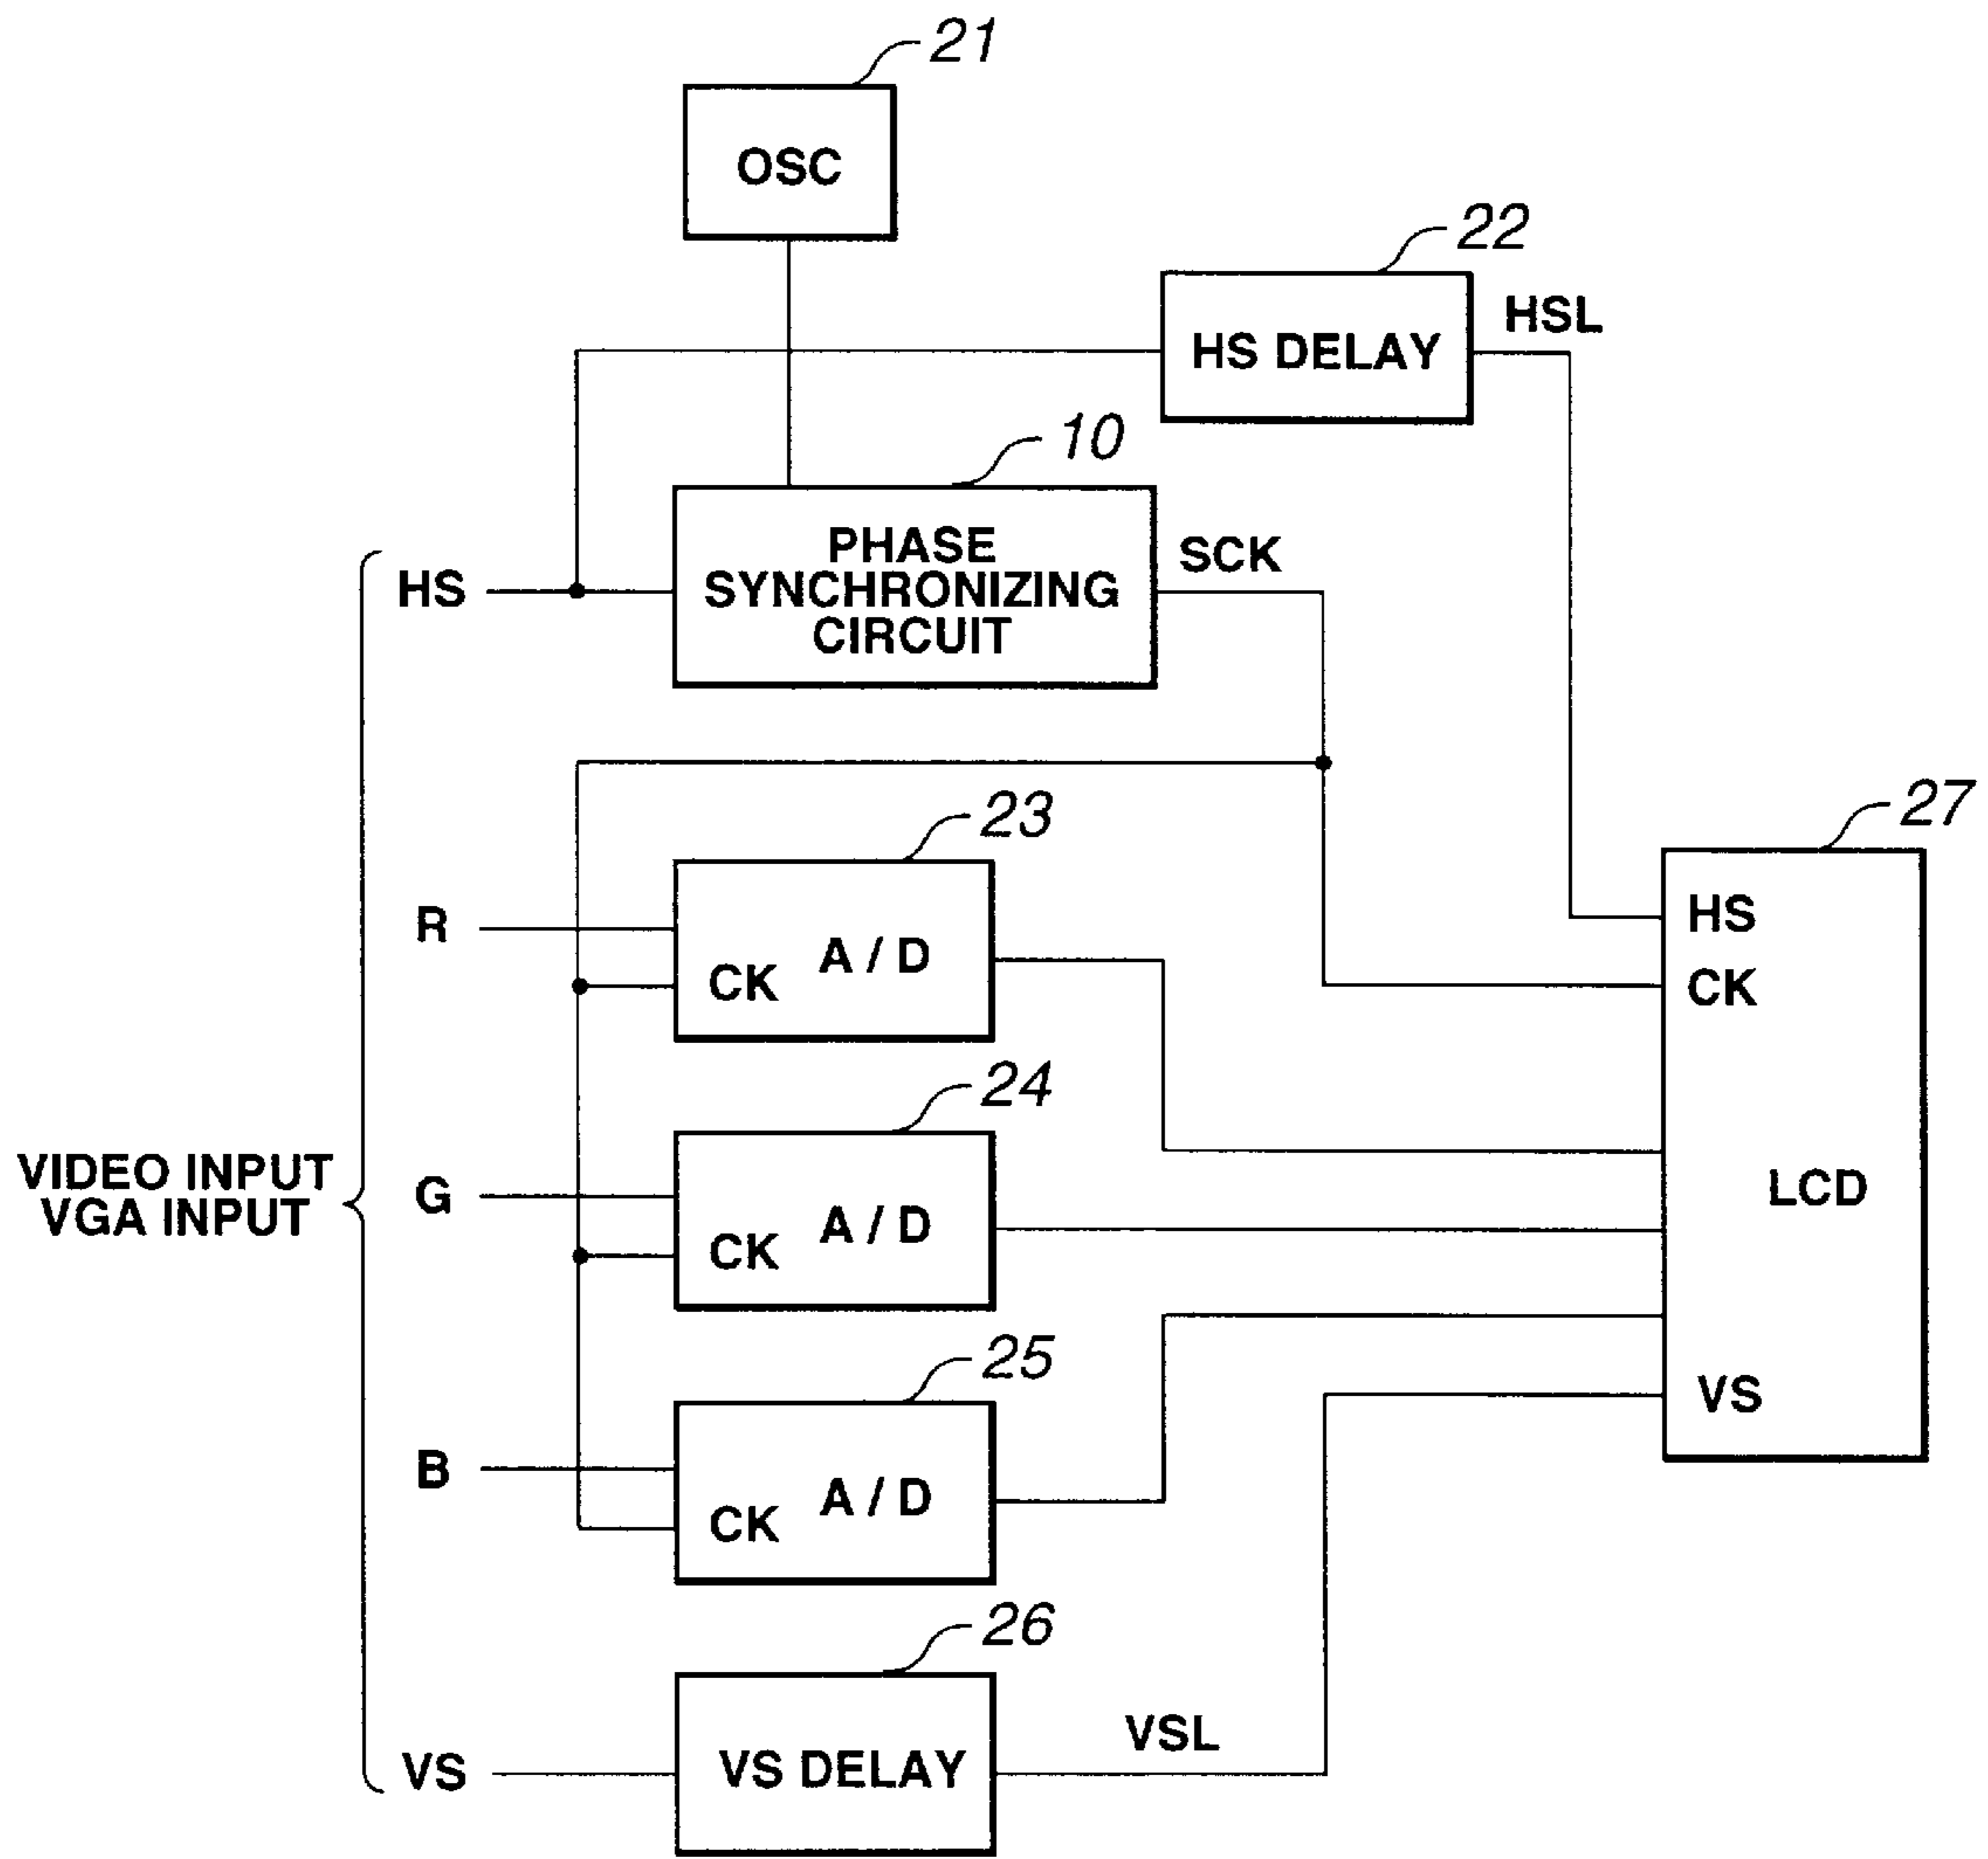 21
OSC
22
HS DELAY
HSL
10
PHASE
SYNCHRONIZING
CIRCUIT
SCK
HS
23
R
A / D
CK
27
HS
CK
LCD
VS
24
VIDEO INPUT
VGA INPUT
G
A / D
CK
25
B
A / D
CK
26
VS
VS DELAY
VSL